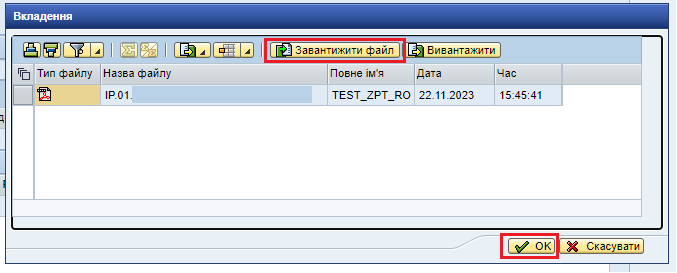 Вкладення
Завантижити файл Вивантажити
Тип файлу Назва файлу Повне ім'я Дата Час
IP.01. TEST_ZPT_RO 22.11.2023 15:45:41
OK Скасувати